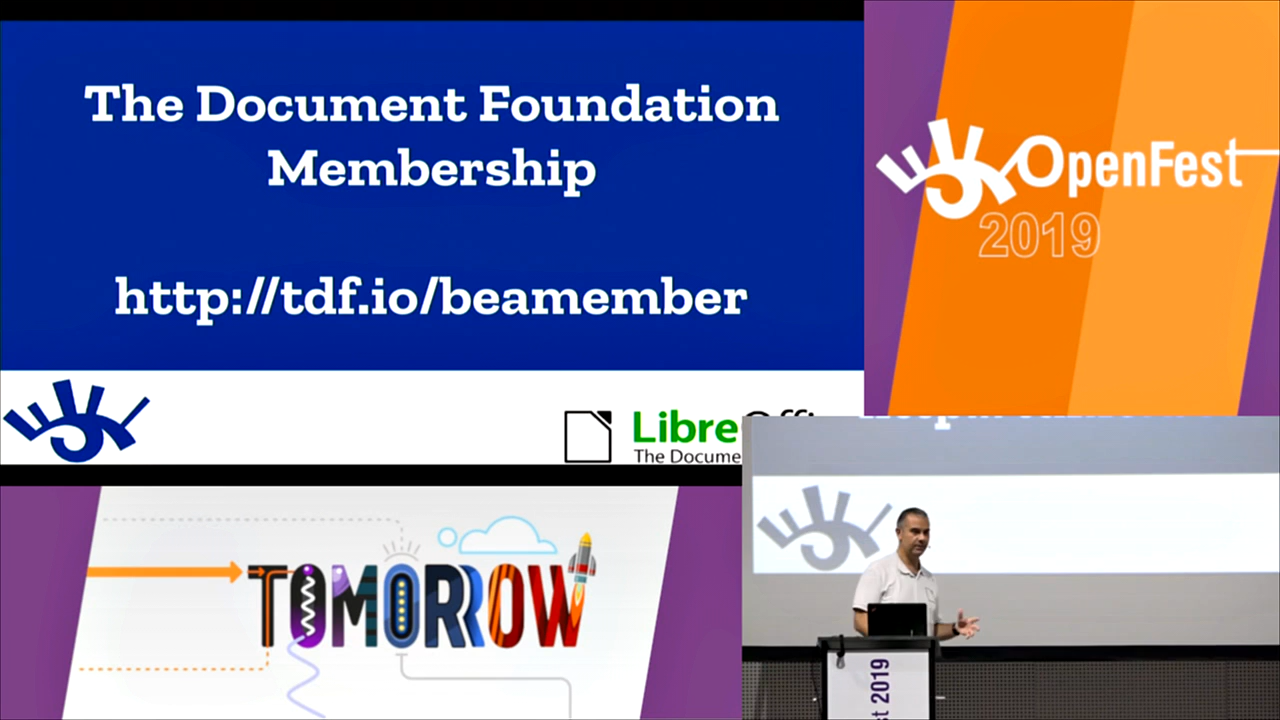 The Document Foundation
Membership
http://tdf.io/beamember
Libre
The Docume
OpenFest
2019
TOMORROW
st 2019